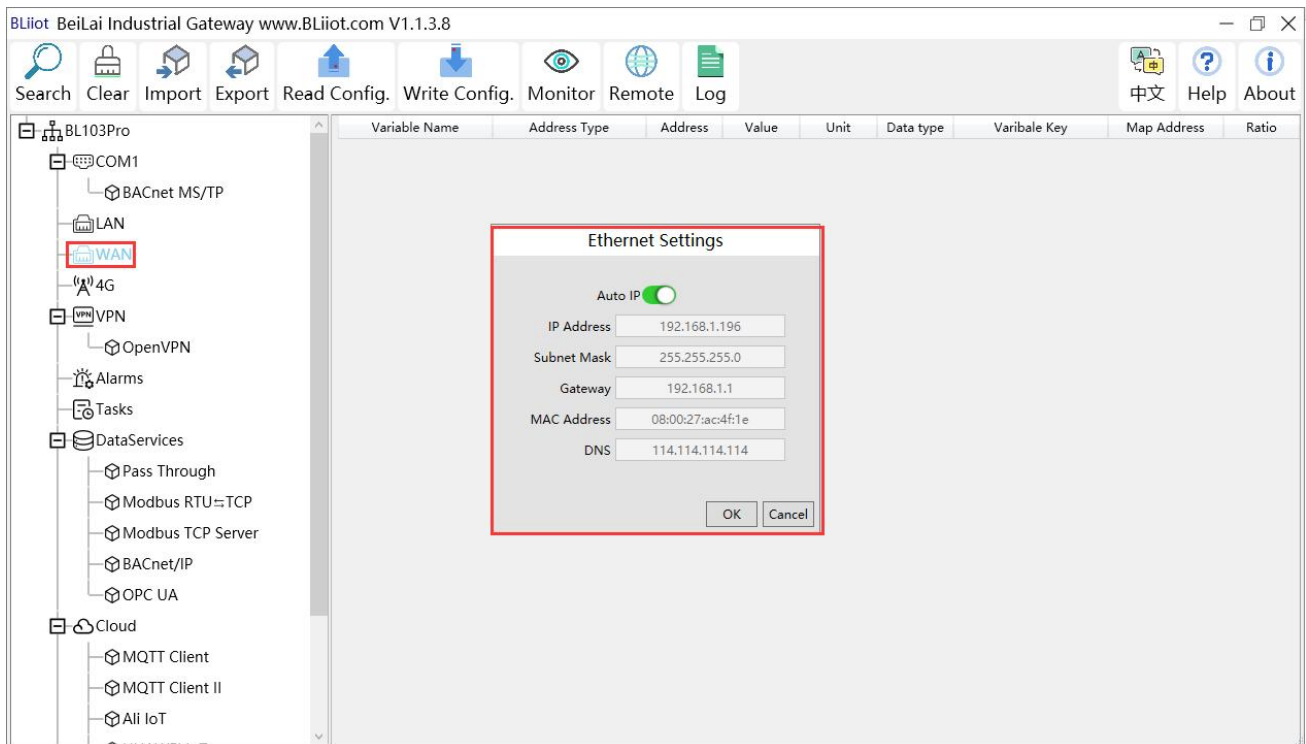 BLiiot BeiLai Industrial Gateway www.BLiiot.com V1.1.3.8
Search Clear Import Export Read Config. Write Config. Monitor Remote Log 中文 Help About
Variable Name Address Type Address Value Unit Data type Varibale Key Map Address Ratio
BL103Pro
COM1
BACnet MS/TP
LAN
WAN
4G
VPN
OpenVPN
Alarms
Tasks
DataServices
Pass Through
Modbus RTU⇆TCP
Modbus TCP Server
BACnet/IP
OPC UA
Cloud
MQTT Client
MQTT Client II
Ali IoT
Ethernet Settings
Auto IP
IP Address 192.168.1.196
Subnet Mask 255.255.255.0
Gateway 192.168.1.1
MAC Address 08:00:27:ac:4f:1e
DNS 114.114.114.114
OK Cancel